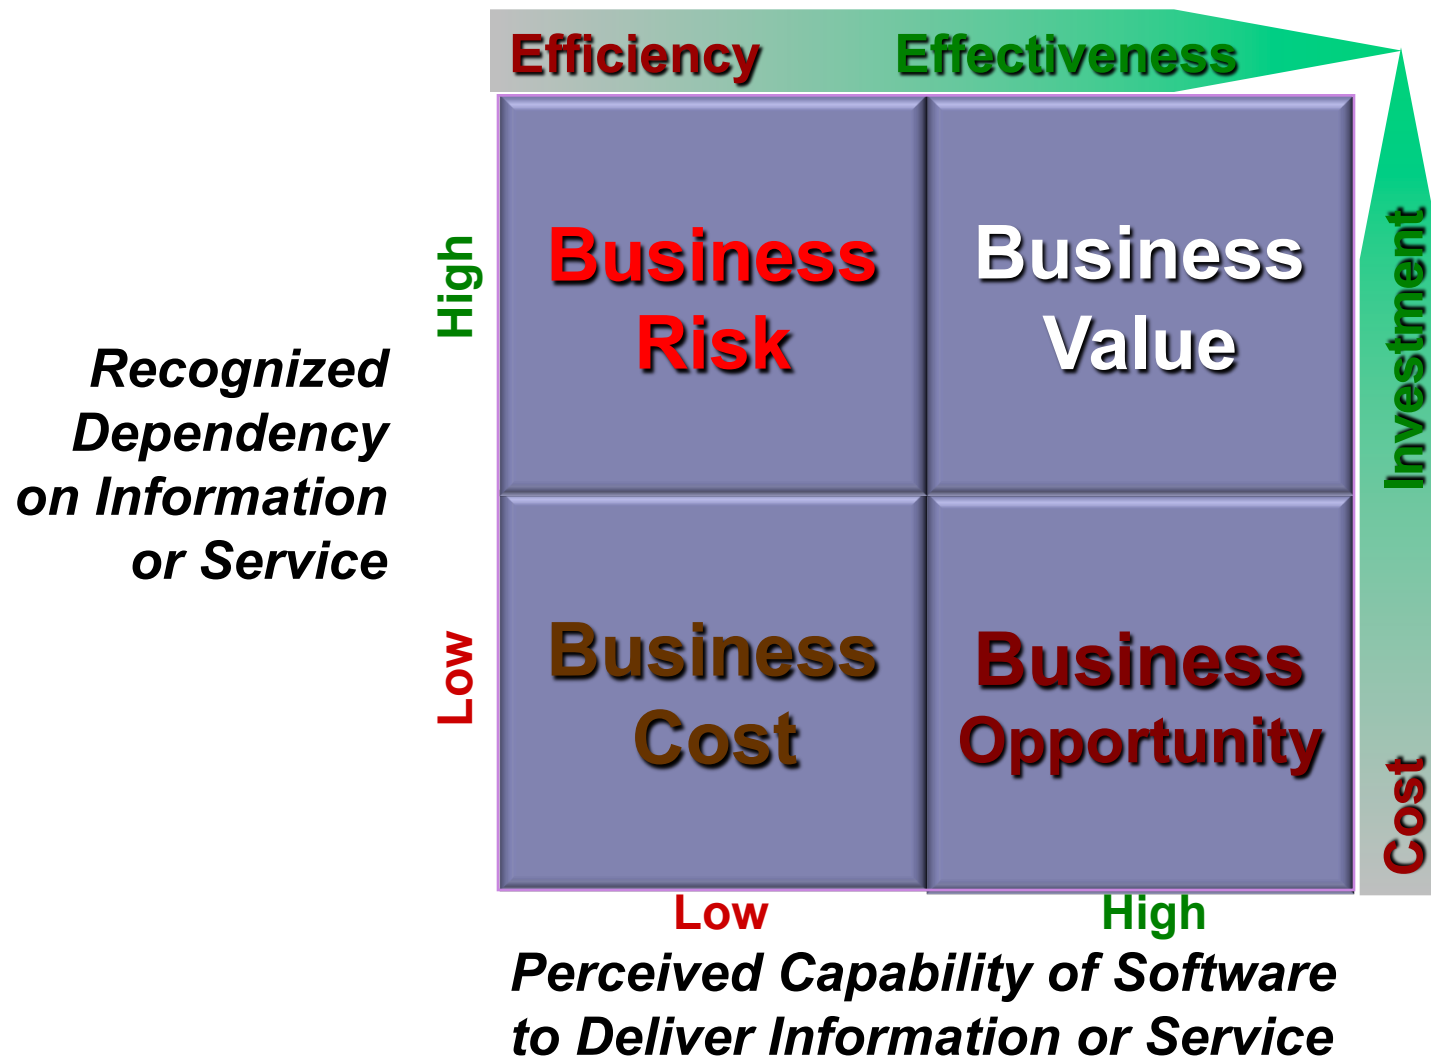 Efficiency Effectiveness
Business
Risk
Business
Value
High
Investment
Recognized
Dependency
on Information
or Service
Business
Cost
Business
Opportunity
Low
Cost
Low High
Perceived Capability of Software
to Deliver Information or Service